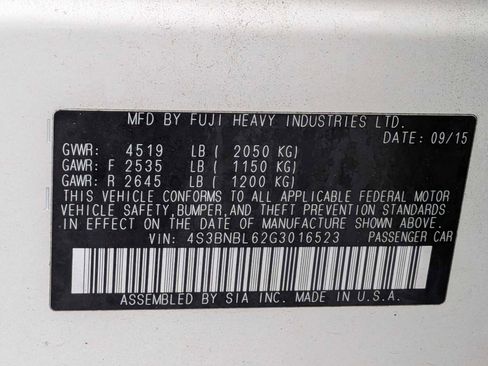 MFD BY FUJI HEAVY INDUSTRIES LTD.
DATE: 09/15
GVWR: 4519 LB ( 2050 KG)
GAWR: F 2535 LB ( 1150 KG)
GAWR: R 2645 LB ( 1200 KG)
THIS VEHICLE CONFORMS TO ALL APPLICABLE FEDERAL MOTOR
VEHICLE SAFETY, BUMPER, AND THEFT PREVENTION STANDARDS
IN EFFECT ON THE DATE OF MANUFACTURE SHOWN ABOVE.
VIN: 4S3BNBL62G3016523 PASSENGER CAR
ASSEMBLED BY SIA INC. MADE IN U.S.A.